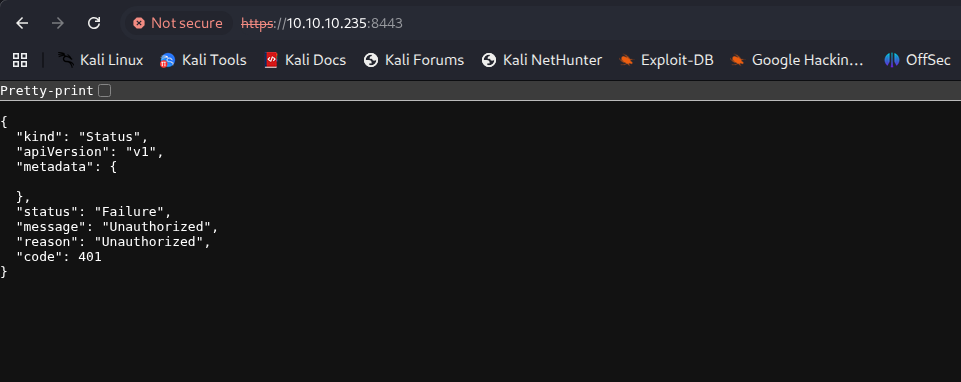 Not secure https://10.10.10.235:8443
Kali Linux Kali Tools Kali Docs Kali Forums Kali NetHunter Exploit-DB Google Hackin... OffSec
Pretty-print
{
  "kind": "Status",
  "apiVersion": "v1",
  "metadata": {
  },
  "status": "Failure",
  "message": "Unauthorized",
  "reason": "Unauthorized",
  "code": 401
}